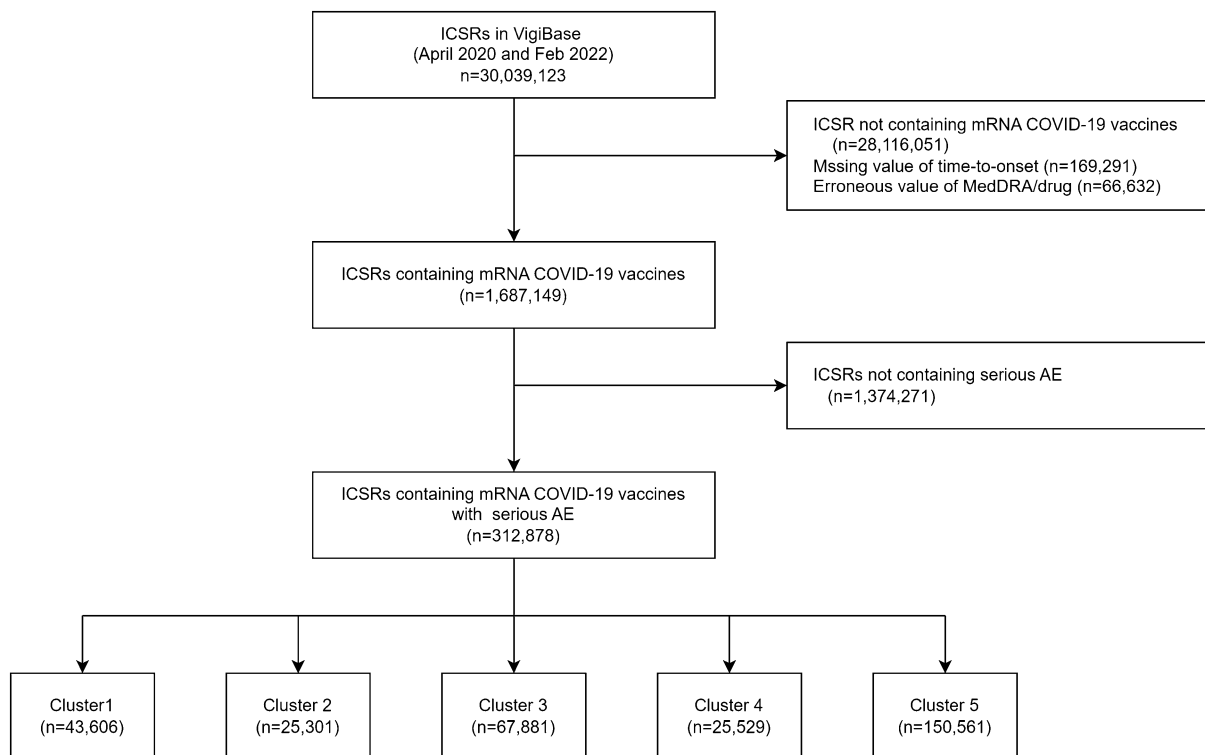 ICSRs in VigiBase
(April 2020 and Feb 2022)
n=30,039,123
ICSR not containing mRNA COVID-19 vaccines
(n=28,116,051)
Mssing value of time-to-onset (n=169,291)
Erroneous value of MedDRA/drug (n=66,632)
ICSRs containing mRNA COVID-19 vaccines
(n=1,687,149)
ICSRs not containing serious AE
(n=1,374,271)
ICSRs containing mRNA COVID-19 vaccines
with serious AE
(n=312,878)
Cluster1
(n=43,606)
Cluster 2
(n=25,301)
Cluster 3
(n=67,881)
Cluster 4
(n=25,529)
Cluster 5
(n=150,561)